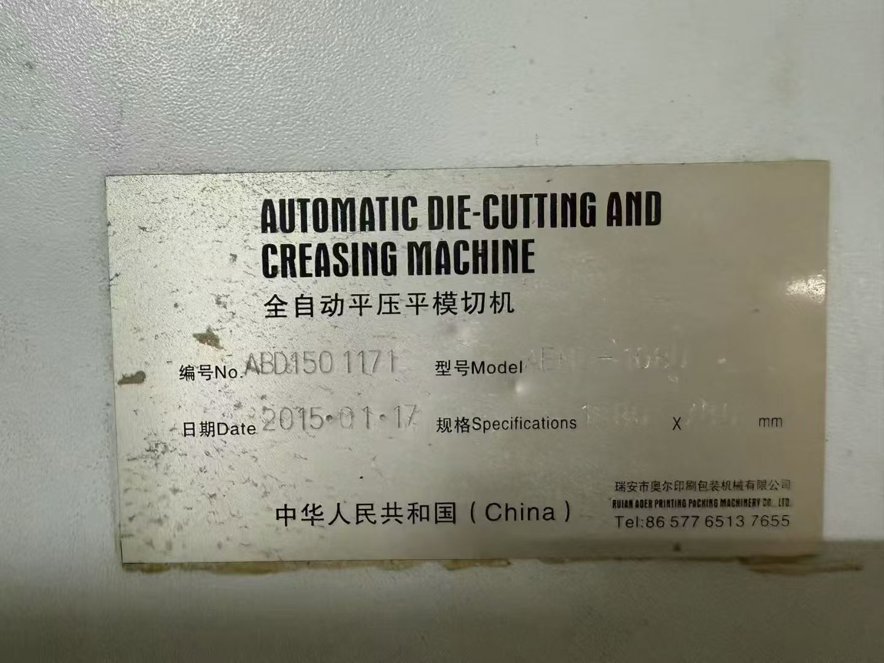 AUTOMATIC DIE-CUTTING AND
CREASING MACHINE
全自动平压平模切机
编号No. ABD1501171 型号Model
日期Date 2015·01·17 规格Specifications X mm
中华人民共和国(China)
瑞安市奥尔印刷包装机械有限公司
RUIAN AOER PRINTING PACKING MACHINERY CO., LTD.
Tel:86 577 6513 7655